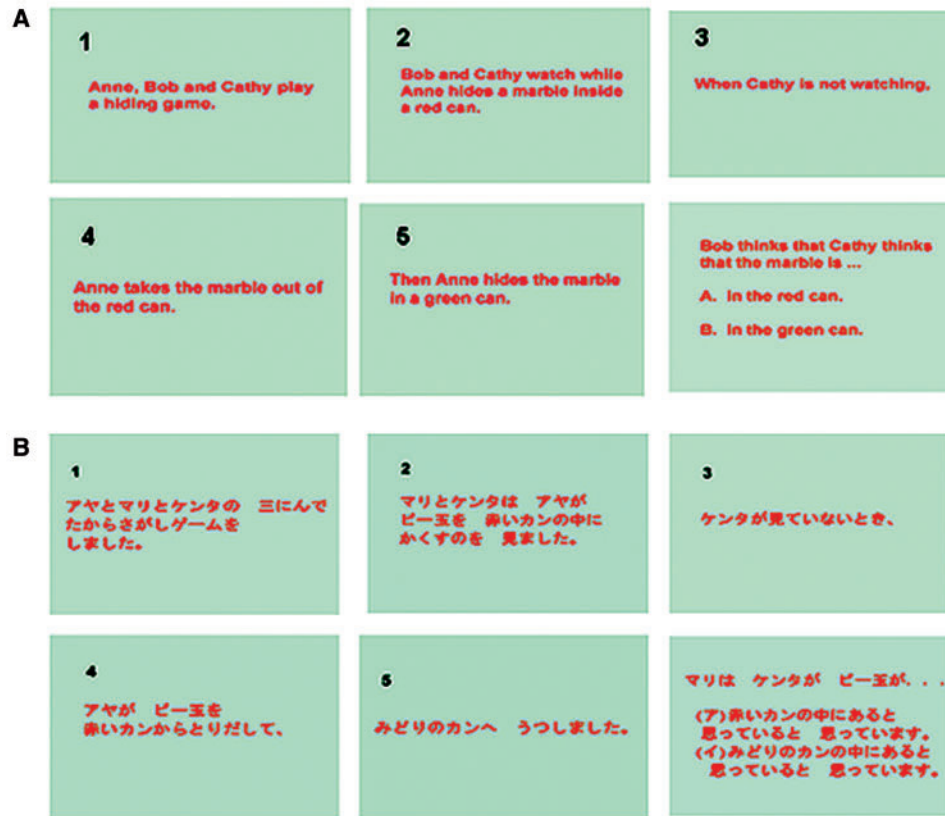 A
1
Anne, Bob and Cathy play
a hiding game.
2
Bob and Cathy watch while
Anne hides a marble inside
a red can.
3
When Cathy is not watching,
4
Anne takes the marble out of
the red can.
5
Then Anne hides the marble
in a green can.
Bob thinks that Cathy thinks
that the marble is ...
A. In the red can.
B. In the green can.
B
1
アヤとマリとケンタの 三にんで
たからさがしゲームを
しました。
2
マリとケンタは アヤが
ビー玉を 赤いカンの中に
かくすのを 見ました。
3
ケンタが見ていないとき、
4
アヤが ビー玉を
赤いカンからとりだして、
5
みどりのカンへ うつしました。
マリは ケンタが ビー玉が...
(ア)赤いカンの中にあると
思っていると 思っています。
(イ)みどりのカンの中にあると
思っていると 思っています。